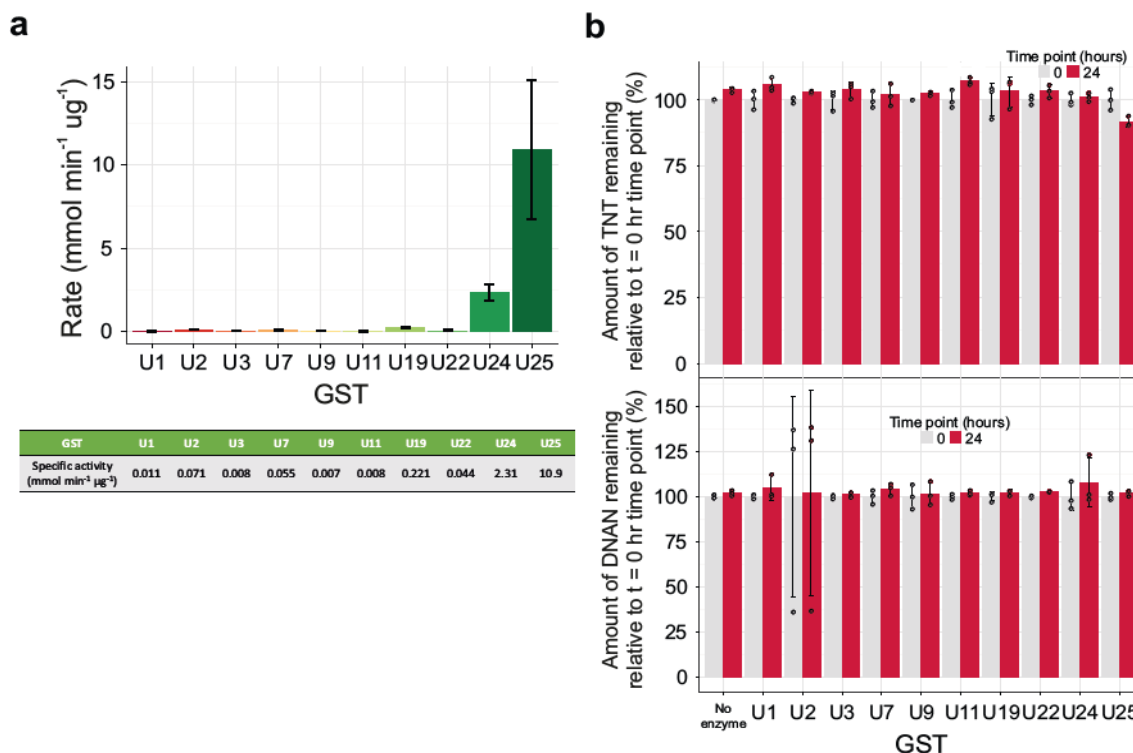 a
Rate (mmol min⁻¹ ug⁻¹)
15
10
5
0
U1 U2 U3 U7 U9 U11 U19 U22 U24 U25
GST
GST U1 U2 U3 U7 U9 U11 U19 U22 U24 U25
Specific activity
(mmol min⁻¹ µg⁻¹) 0.011 0.071 0.008 0.055 0.007 0.008 0.221 0.044 2.31 10.9
b
Time point (hours)
0 24
Amount of TNT remaining
relative to t = 0 hr time point (%)
100
75
50
25
0
Time point (hours)
0 24
Amount of DNAN remaining
relative to t = 0 hr time point (%)
150
125
100
75
50
25
0
No
enzyme U1 U2 U3 U7 U9 U11 U19 U22 U24 U25
GST